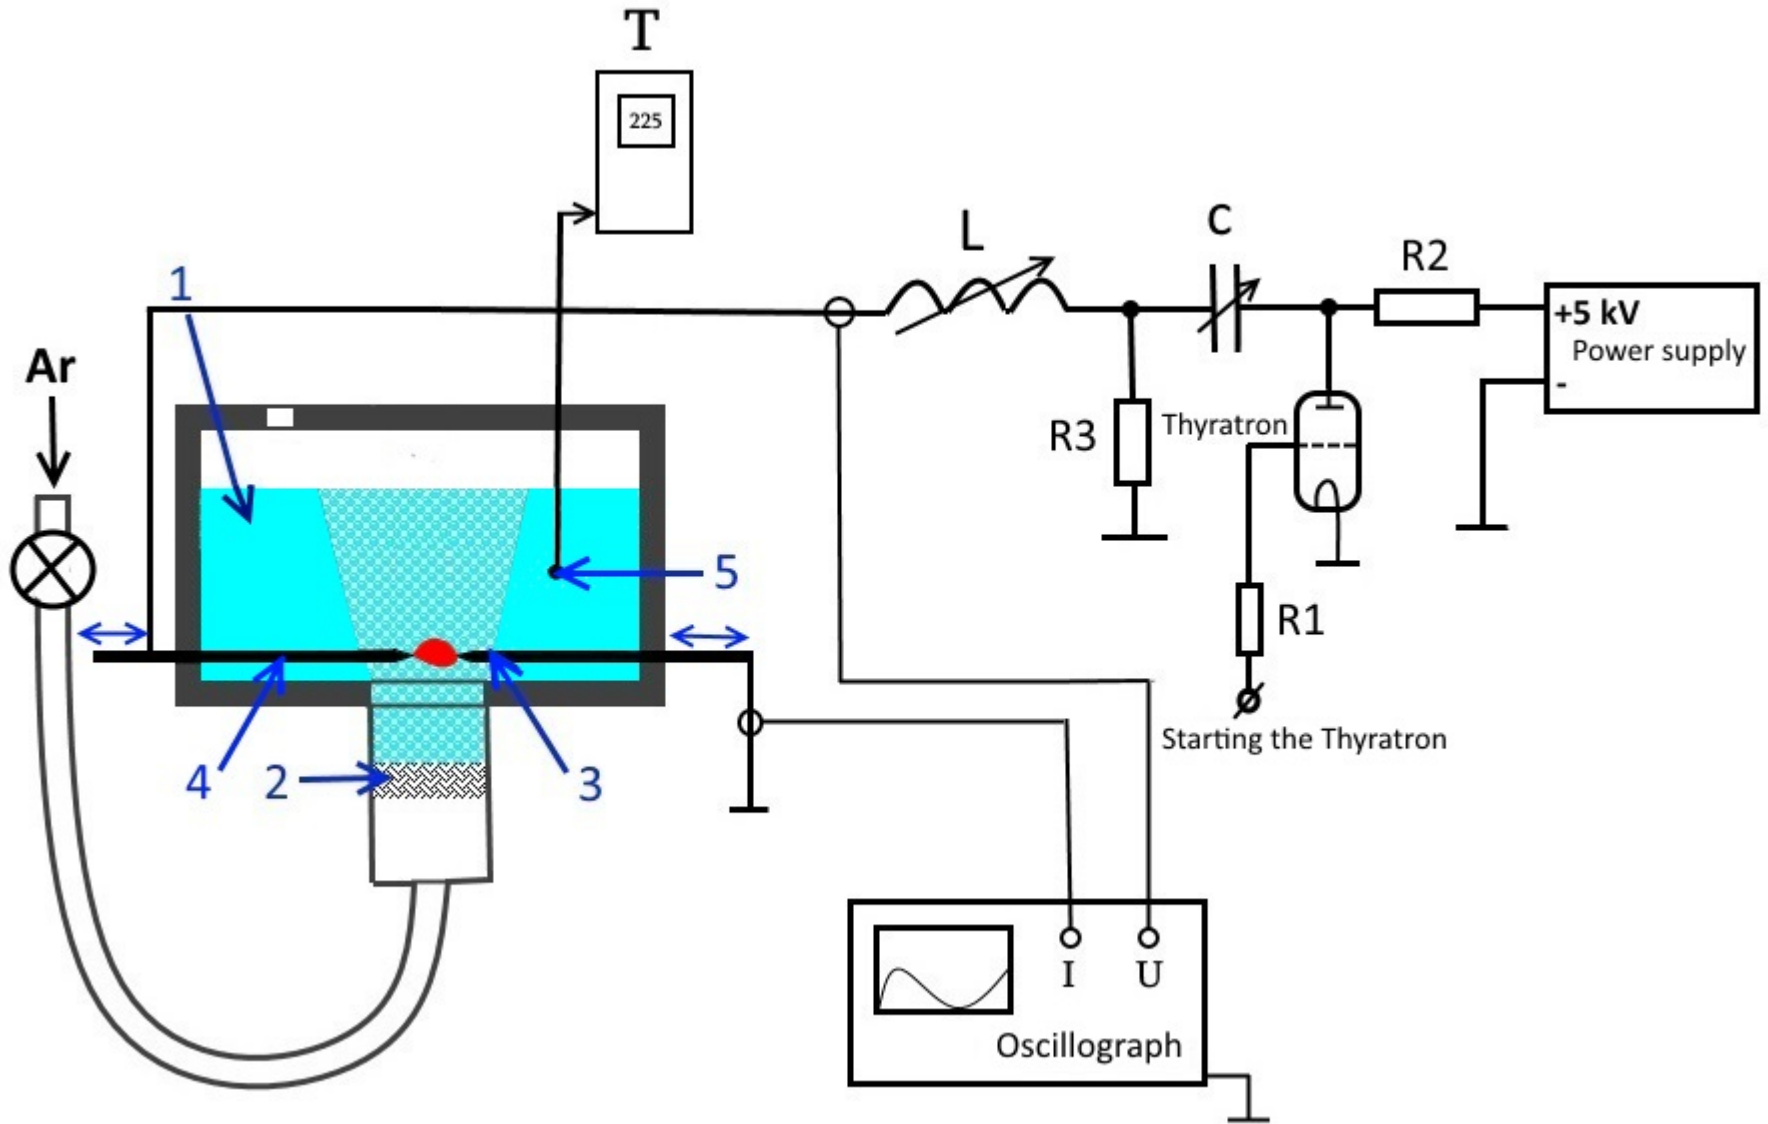 T
225
L
C
R2
+5 kV
Power supply
-
1
Ar
R3
Thyratron
5
R1
Starting the Thyratron
4
2
3
I
U
Oscillograph